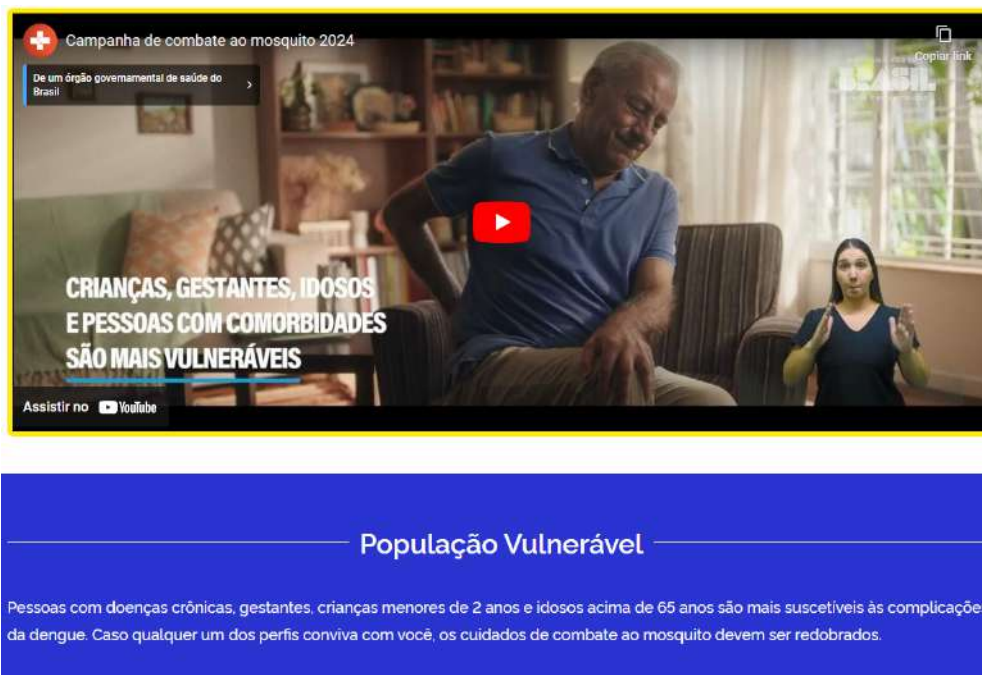 Campanha de combate ao mosquito 2024
Copiar link
De um órgão governamental de saúde do
Brasil
BRASIL
CRIANÇAS, GESTANTES, IDOSOS
E PESSOAS COM COMORBIDADES
SÃO MAIS VULNERÁVEIS
Assistir no YouTube
População Vulnerável
Pessoas com doenças crônicas, gestantes, crianças menores de 2 anos e idosos acima de 65 anos são mais suscetíveis às complicaçõe
da dengue. Caso qualquer um dos perfis conviva com você, os cuidados de combate ao mosquito devem ser redobrados.